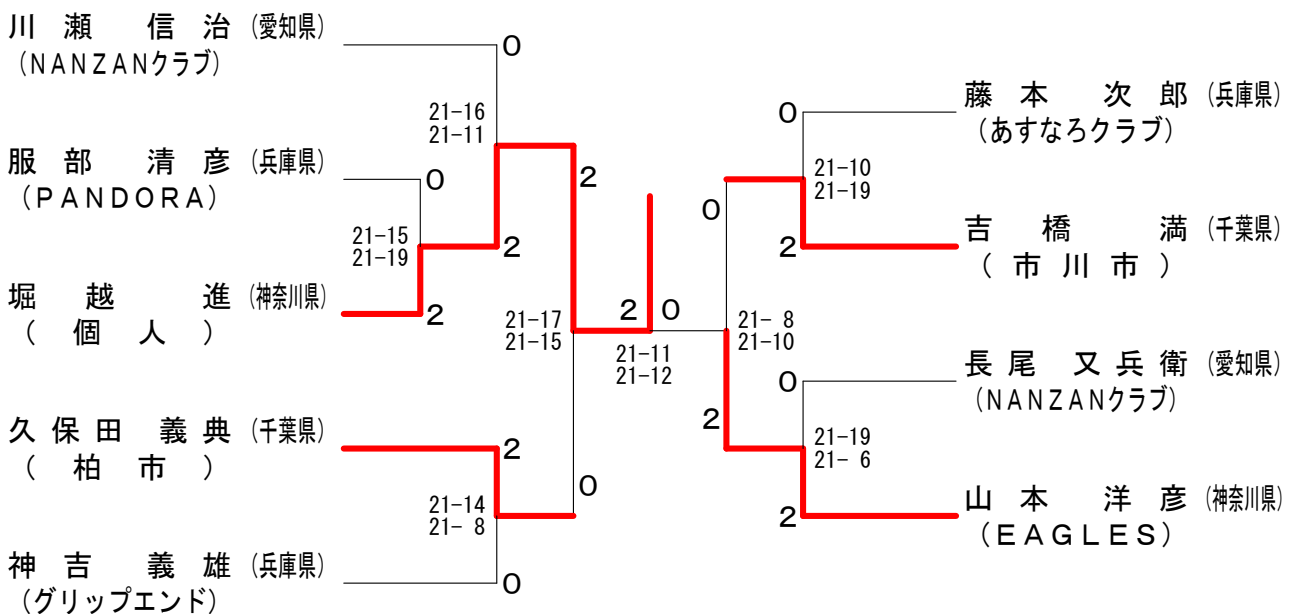 川瀬 信治 (愛知県)
(NANZANクラブ)
0
21-16
21-11
服部 清彦 (兵庫県)
(PANDORA)
0
2
21-15
21-19
2
堀越 進 (神奈川県)
(個人)
2
21-17
21-15
2 0
21-11
21-12
久保田 義典 (千葉県)
(柏市)
2
0
21-14
21- 8
神吉 義雄 (兵庫県)
(グリップエンド)
0
藤本 次郎 (兵庫県)
(あすなろクラブ)
0
21-10
21-19
0
吉橋 満 (千葉県)
(市川市)
2
21- 8
21-10
長尾 又兵衛 (愛知県)
(NANZANクラブ)
0
2
21-19
21- 6
山本 洋彦 (神奈川県)
(EAGLES)
2